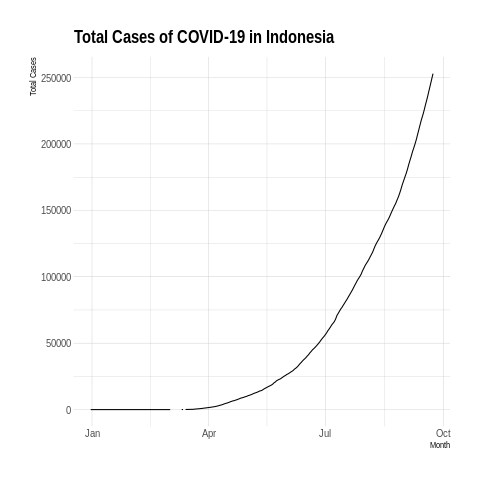 Total Cases of COVID-19 in Indonesia
Total Cases
250000
200000
150000
100000
50000
0
Jan Apr Jul Oct
Month